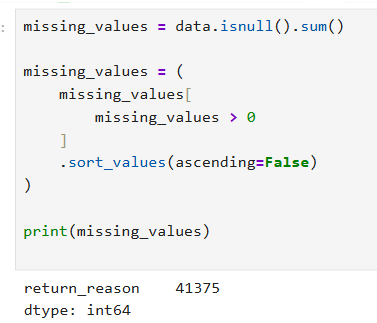 : missing_values = data.isnull().sum()
missing_values = (
    missing_values[
        missing_values > 0
    ]
    .sort_values(ascending=False)
)
print(missing_values)
return_reason    41375
dtype: int64